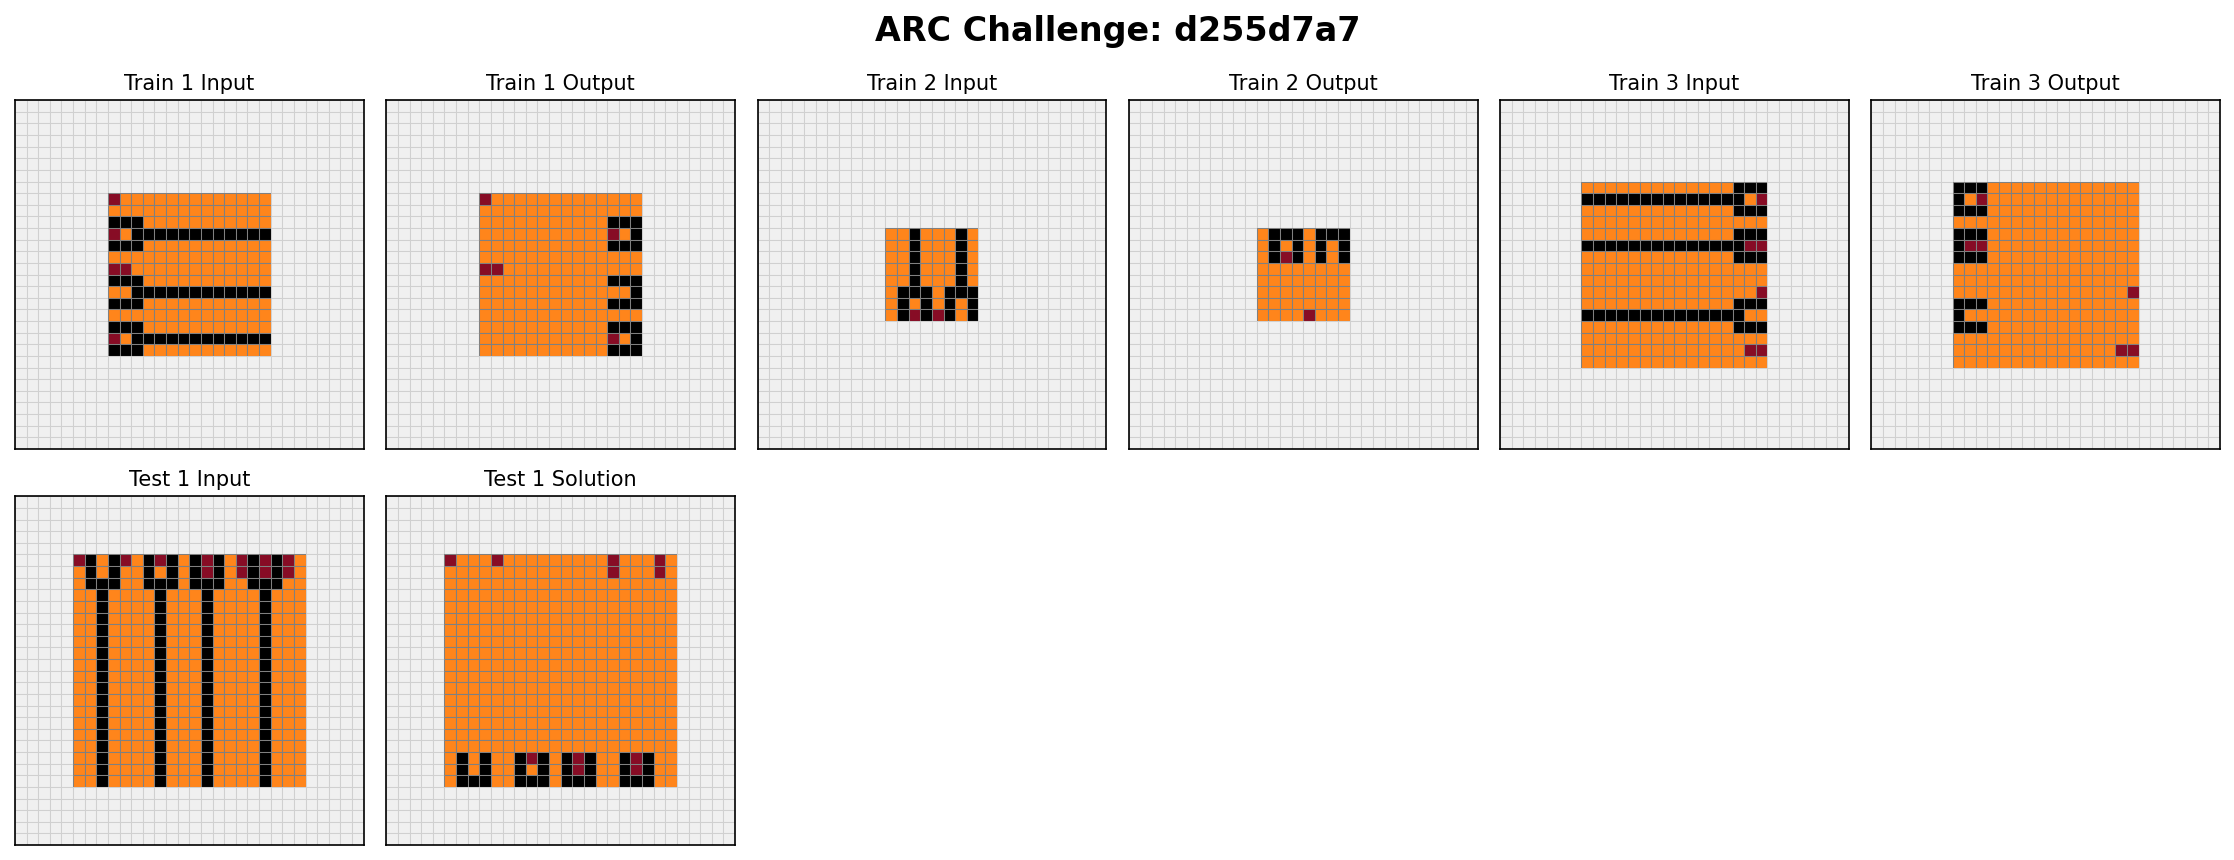 ARC Challenge: d255d7a7
Train 1 Input
Train 1 Output
Train 2 Input
Train 2 Output
Train 3 Input
Train 3 Output
Test 1 Input
Test 1 Solution